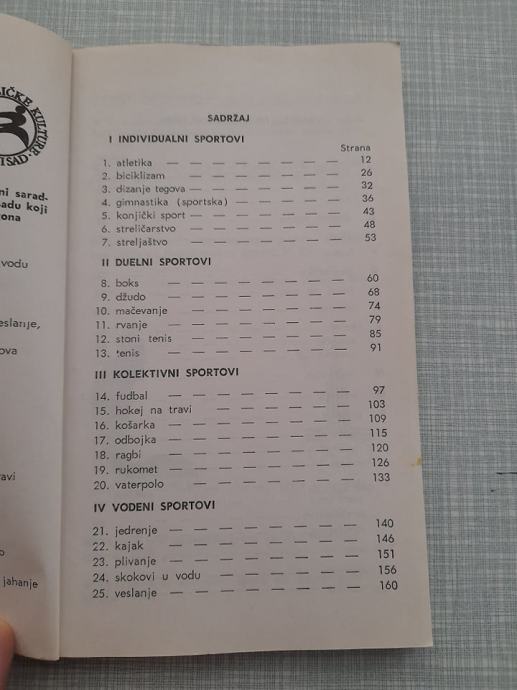 IČKE KULTURE
I SAD
ni sarad-
adu koji
ona
vodu
eslanje,
ova
ravi
o
jahanje
SADRŽAJ
I INDIVIDUALNI SPORTOVI
Strana
1. atletika — — — — — — — — 12
2. biciklizam — — — — — — — 26
3. dizanje tegova — — — — — — — 32
4. gimnastika (sportska) — — — — — 36
5. konjički sport — — — — — — — 43
6. streličarstvo — — — — — — — 48
7. streljaštvo — — — — — — — 53
II DUELNI SPORTOVI
8. boks — — — — — — — — 60
9. džudo — — — — — — — — 68
10. mačevanje — — — — — — — 74
11. rvanje — — — — — — — — 79
12. stoni tenis — — — — — — — 85
13. tenis — — — — — — — — 91
III KOLEKTIVNI SPORTOVI
14. fudbal — — — — — — — — 97
15. hokej na travi — — — — — — 103
16. košarka — — — — — — — 109
17. odbojka — — — — — — — 115
18. ragbi — — — — — — — — 120
19. rukomet — — — — — — — 126
20. vaterpolo — — — — — — — 133
IV VODENI SPORTOVI
21. jedrenje — — — — — — — — 140
22. kajak — — — — — — — — 146
23. plivanje — — — — — — — — 151
24. skokovi u vodu — — — — — — 156
25. veslanje — — — — — — — — 160